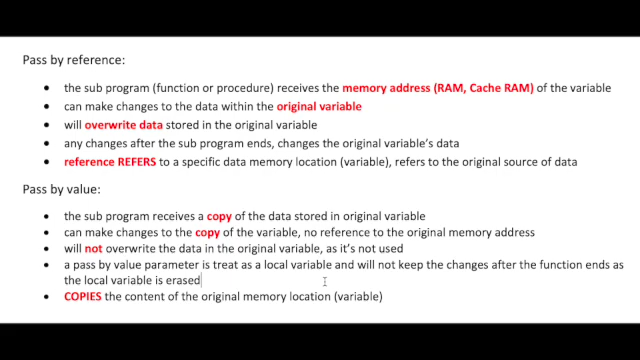 Pass by reference:
• the sub program (function or procedure) receives the memory address (RAM, Cache RAM) of the variable
• can make changes to the data within the original variable
• will overwrite data stored in the original variable
• any changes after the sub program ends, changes the original variable's data
• reference REFERS to a specific data memory location (variable), refers to the original source of data
Pass by value:
• the sub program receives a copy of the data stored in original variable
• can make changes to the copy of the variable, no reference to the original memory address
• will not overwrite the data in the original variable, as it's not used
• a pass by value parameter is treat as a local variable and will not keep the changes after the function ends as
the local variable is erased
• COPIES the content of the original memory location (variable)